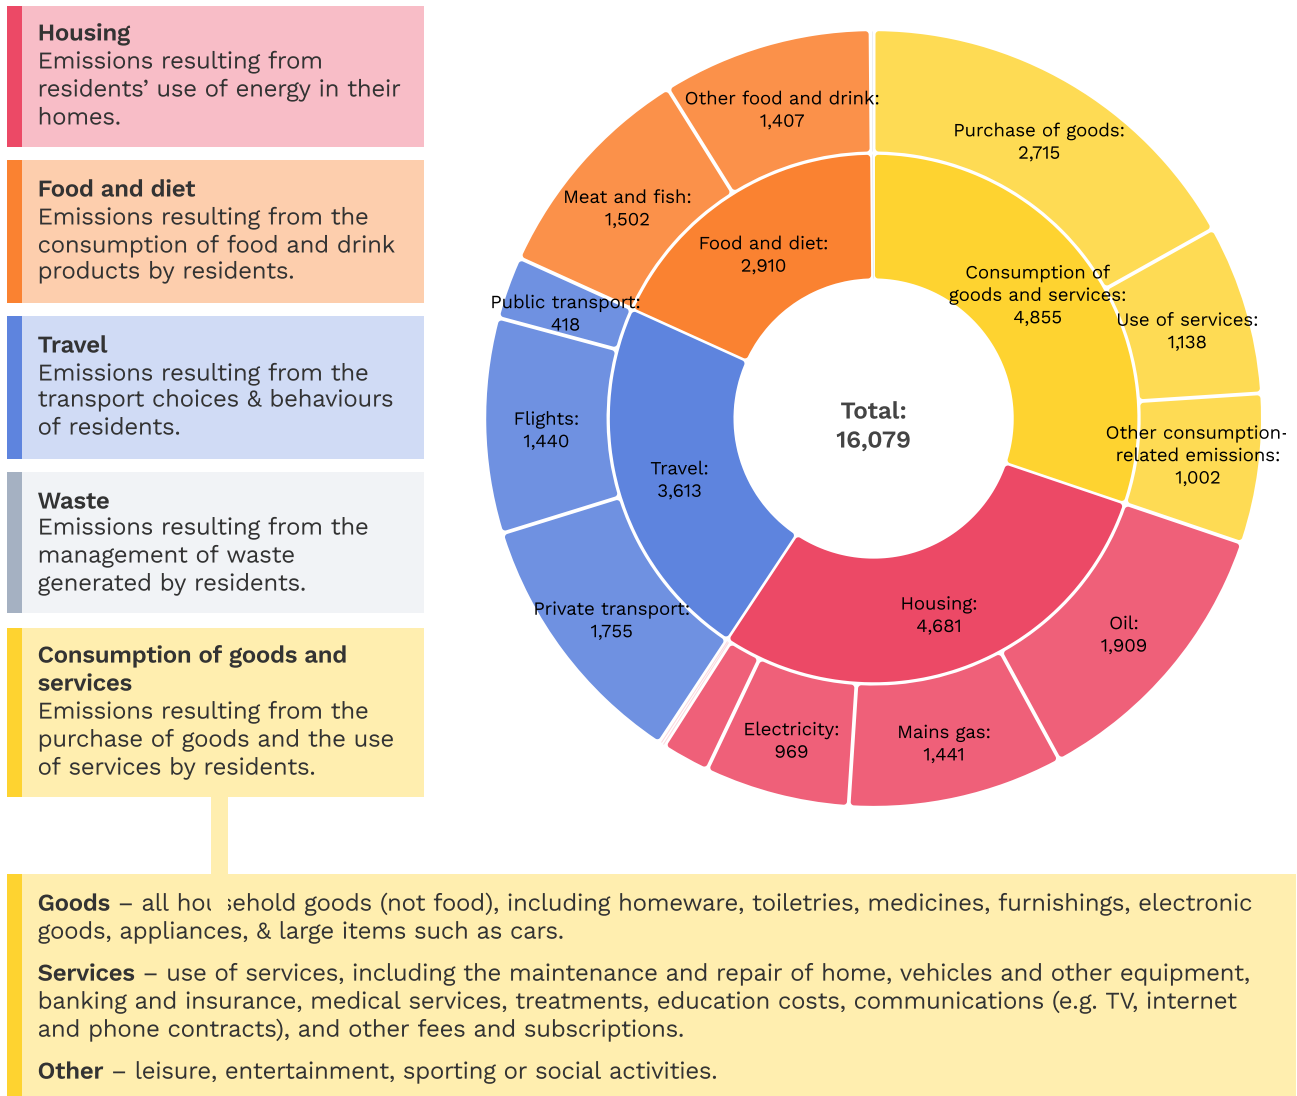 Housing
Emissions resulting from
residents' use of energy in their
homes.
Food and diet
Emissions resulting from the
consumption of food and drink
products by residents.
Travel
Emissions resulting from the
transport choices & behaviours
of residents.
Waste
Emissions resulting from the
management of waste
generated by residents.
Consumption of goods and
services
Emissions resulting from the
purchase of goods and the use
of services by residents.
Other food and drink:
1,407
Purchase of goods:
2,715
Meat and fish:
1,502
Food and diet:
2,910
Consumption of
goods and services:
4,855
Public transport:
418
Use of services:
1,138
Flights:
1,440
Total:
16,079
Other consumption-
related emissions:
1,002
Travel:
3,613
Private transport:
1,755
Housing:
4,681
Oil:
1,909
Electricity:
969
Mains gas:
1,441
Goods – all household goods (not food), including homeware, toiletries, medicines, furnishings, electronic
goods, appliances, & large items such as cars.
Services – use of services, including the maintenance and repair of home, vehicles and other equipment,
banking and insurance, medical services, treatments, education costs, communications (e.g. TV, internet
and phone contracts), and other fees and subscriptions.
Other – leisure, entertainment, sporting or social activities.